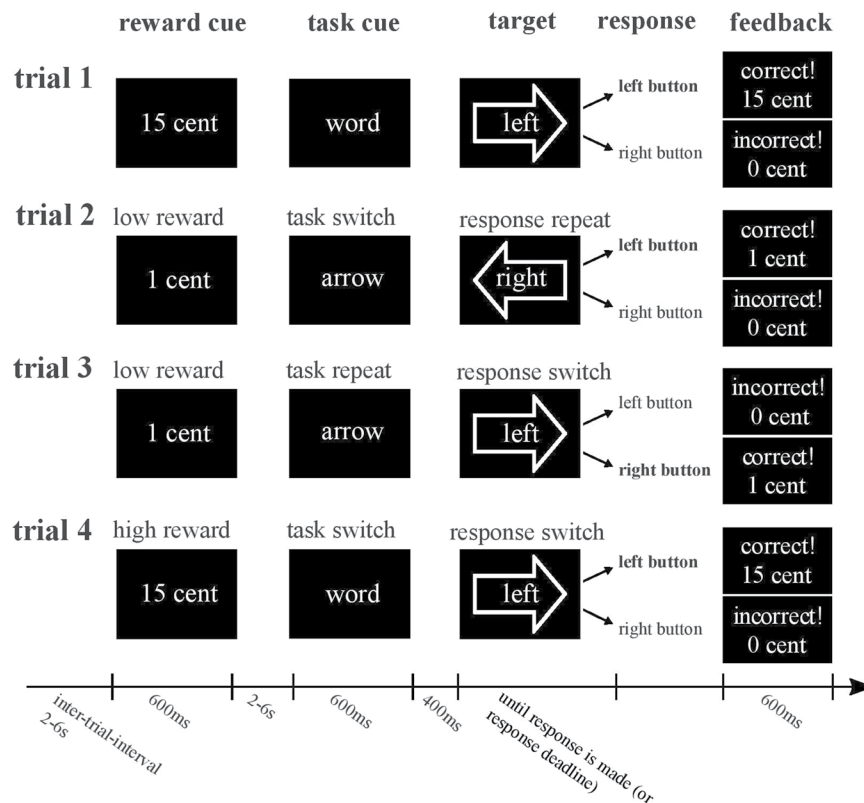 reward cue task cue target response feedback
trial 1
15 cent
word
left
left button
right button
correct!
15 cent
incorrect!
0 cent
trial 2
low reward task switch response repeat
1 cent
arrow
right
left button
right button
correct!
1 cent
incorrect!
0 cent
trial 3
low reward task repeat response switch
1 cent
arrow
left
left button
right button
incorrect!
0 cent
correct!
1 cent
trial 4
high reward task switch response switch
15 cent
word
left
left button
right button
correct!
15 cent
incorrect!
0 cent
inter-trial-interval
2-6s
600ms
2-6s
600ms
400ms
until response is made (or
response deadline)
600ms